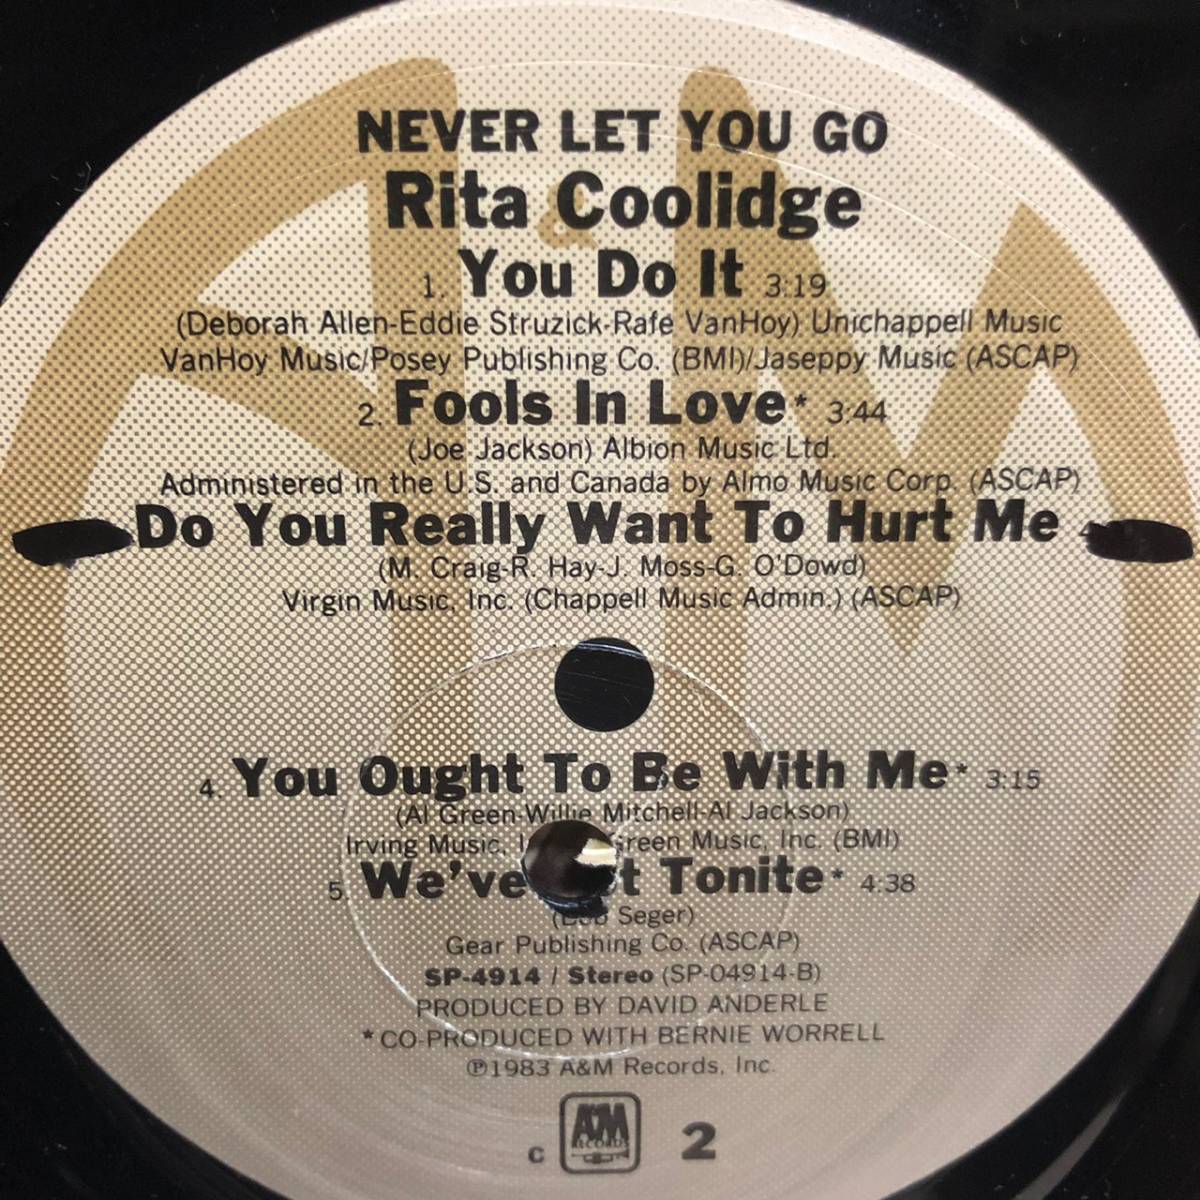 NEVER LET YOU GO
Rita Coolidge
1. You Do It 3:19
(Deborah Allen-Eddie Struzick-Rafe VanHoy) Unichappell Music
VanHoy Music/Posey Publishing Co. (BMI)/Jaseppy Music (ASCAP)
2. Fools In Love* 3:44
(Joe Jackson) Albion Music Ltd.
Administered in the U.S. and Canada by Almo Music Corp. (ASCAP)
Do You Really Want To Hurt Me
(M. Craig-R. Hay-J. Moss-G. O'Dowd)
Virgin Music, Inc. (Chappell Music Admin.) (ASCAP)
4. You Ought To Be With Me* 3:15
(Al Green-Willie Mitchell-Al Jackson)
Irving Music, Green Music, Inc. (BMI)
5. We've Tonite* 4:38
Seger)
Gear Publishing Co. (ASCAP)
SP-4914 / Stereo (SP-04914-B)
PRODUCED BY DAVID ANDERLE
*CO-PRODUCED WITH BERNIE WORRELL
℗1983 A&M Records, Inc.
c A&M RECORDS 2